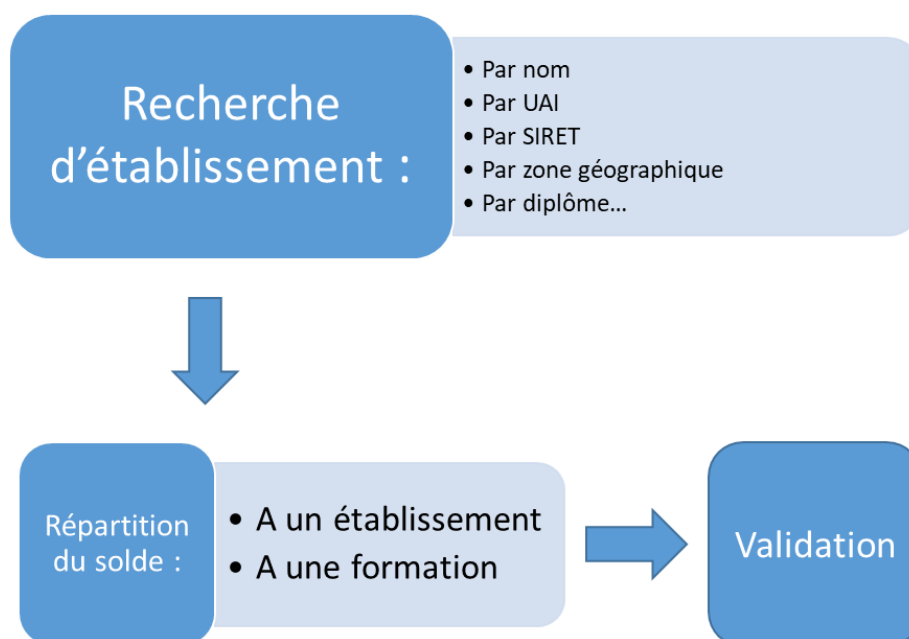 Recherche
d’établissement :
• Par nom
• Par UAI
• Par SIRET
• Par zone géographique
• Par diplôme…
Répartition
du solde :
• A un établissement
• A une formation
Validation